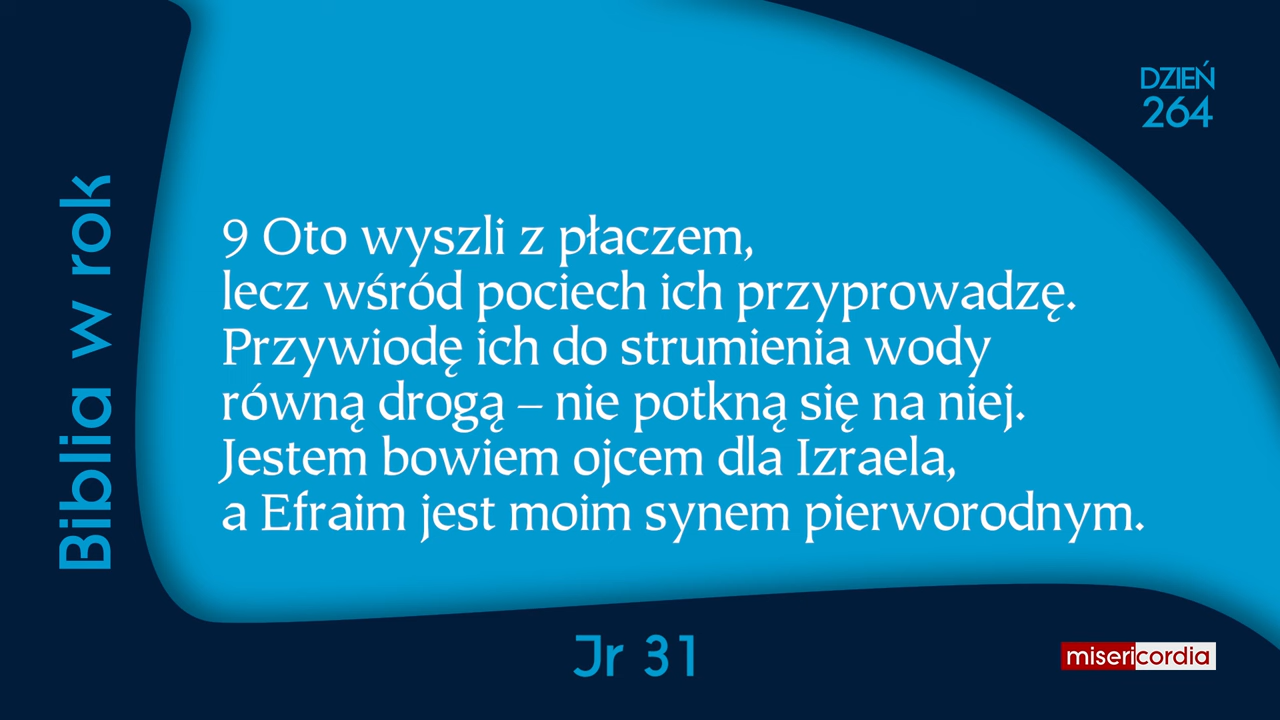 DZIEŃ
264
Biblia w rok
9 Oto wyszli z płaczem,
lecz wśród pociech ich przyprowadzę.
Przywiodę ich do strumienia wody
równą drogą – nie potkną się na niej.
Jestem bowiem ojcem dla Izraela,
a Efraim jest moim synem pierworodnym.
Jr 31
misericordia